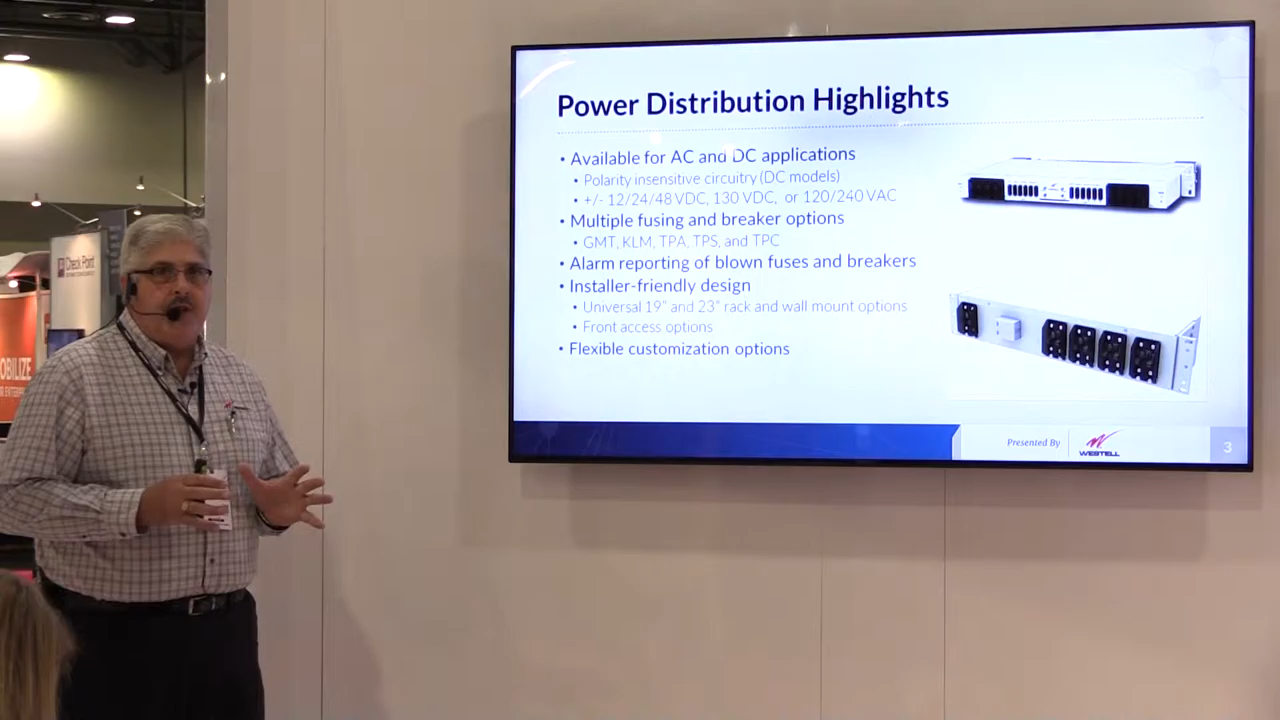 Power Distribution Highlights
• Available for AC and DC applications
• Polarity insensitive circuitry (DC models)
• +/- 12/24/48 VDC, 130 VDC, or 120/240 VAC
• Multiple fusing and breaker options
• GMT, KLM, TPA, TPS, and TPC
• Alarm reporting of blown fuses and breakers
• Installer-friendly design
• Universal 19" and 23" rack and wall mount options
• Front access options
• Flexible customization options
Presented By
WESTELL
3
Check Point
OBILIZE